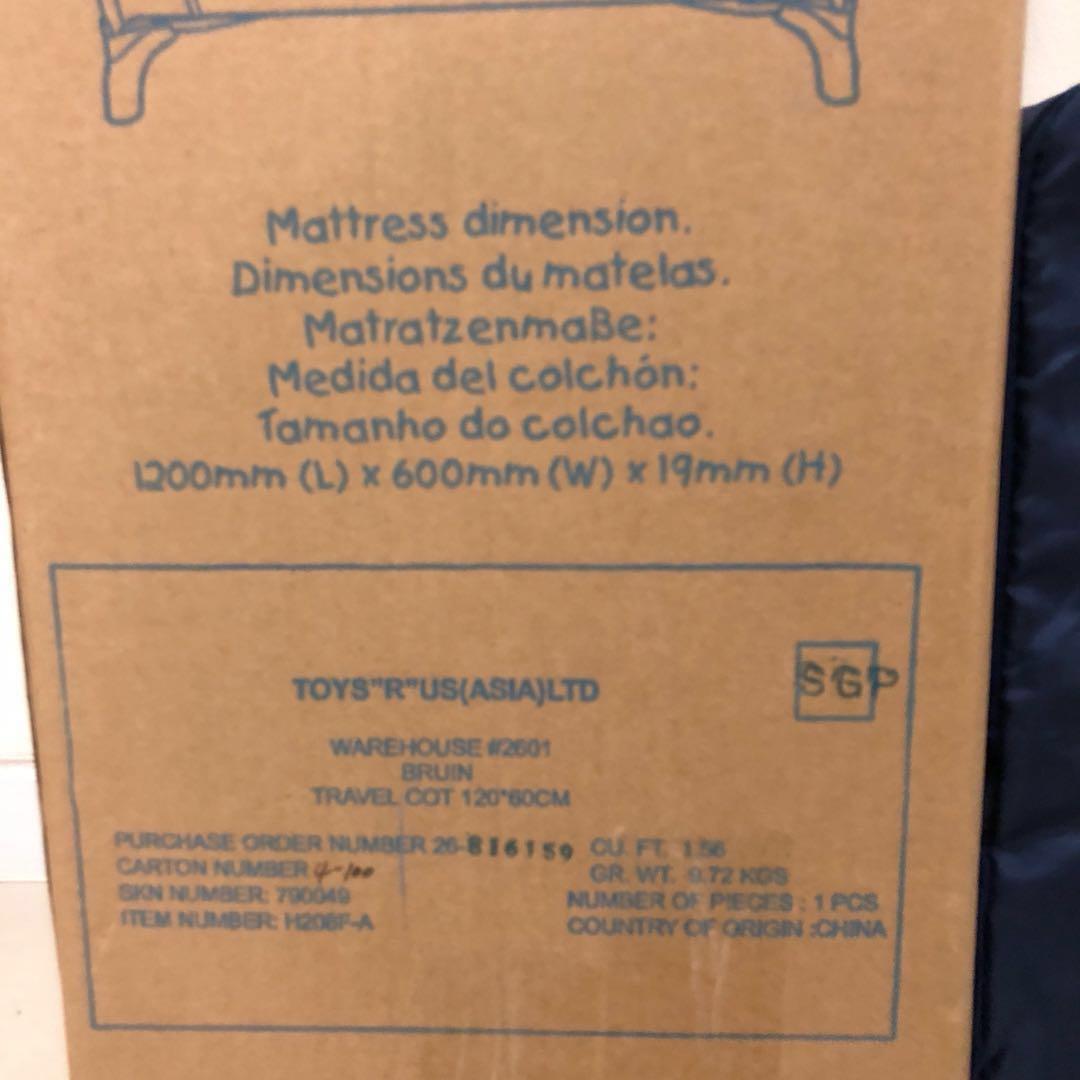 Mattress dimension.
Dimensions du matelas.
Matratzenmaße:
Medida del colchón:
Tamanho do colchao.
1200mm (L) x 600mm (W) x 19mm (H)
TOYS"R"US(ASIA)LTD
SGP
WAREHOUSE #2601
BRUIN
TRAVEL COT 120*60CM
PURCHASE ORDER NUMBER 26-816159 CU. FT. 1.56
CARTON NUMBER 4-100 GR. WT. 9.72 KGS
SKN NUMBER: 790049 NUMBER OF PIECES : 1 PCS
ITEM NUMBER: H208F-A COUNTRY OF ORIGIN :CHINA